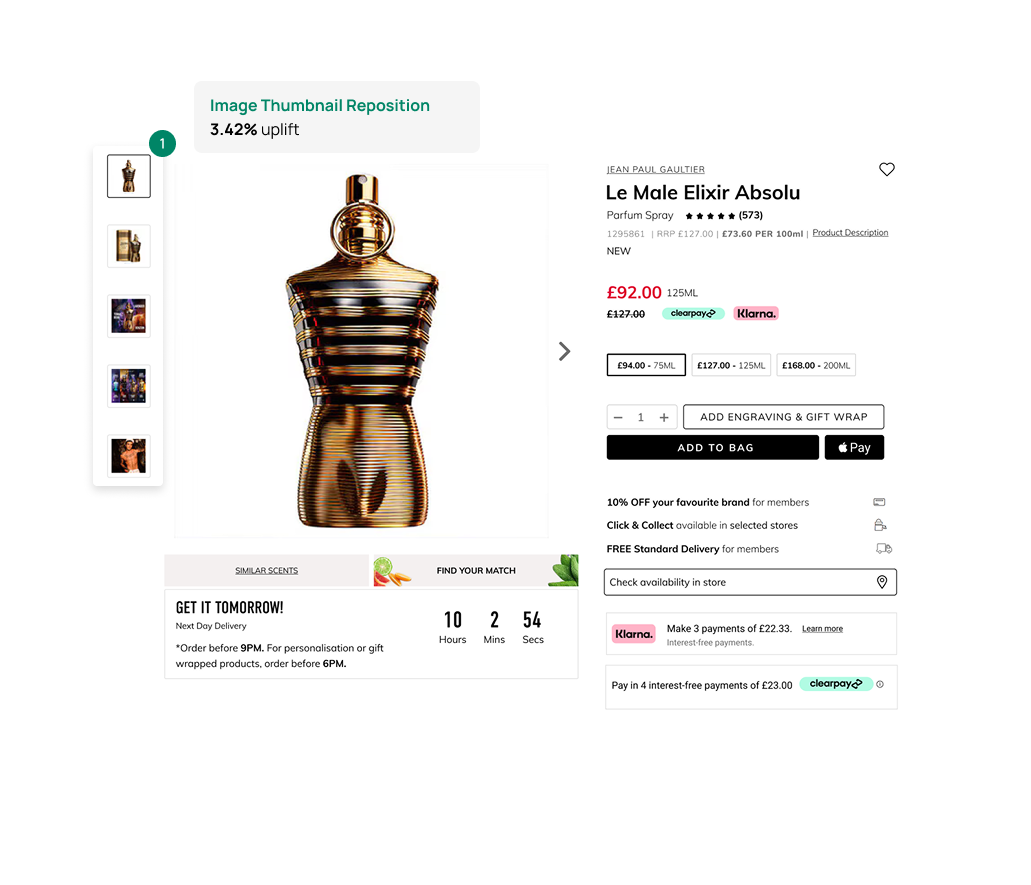 Image Thumbnail Reposition
3.42% uplift
1
JEAN PAUL GAULTIER
Le Male Elixir Absolu
Parfum Spray ★★★★★ (573)
1295861 | RRP £127.00 | £73.60 PER 100ml | Product Description
NEW
£92.00 125ML
£127.00 clearpay Klarna.
£94.00 - 75ML £127.00 - 125ML £168.00 - 200ML
− 1 + ADD ENGRAVING & GIFT WRAP
ADD TO BAG Pay
10% OFF your favourite brand for members
Click & Collect available in selected stores
FREE Standard Delivery for members
Check availability in store
Klarna. Make 3 payments of £22.33. Learn more
Interest-free payments.
Pay in 4 interest-free payments of £23.00 clearpay
SIMILAR SCENTS FIND YOUR MATCH
GET IT TOMORROW!
Next Day Delivery
*Order before 9PM. For personalisation or gift
wrapped products, order before 6PM.
10 2 54
Hours Mins Secs